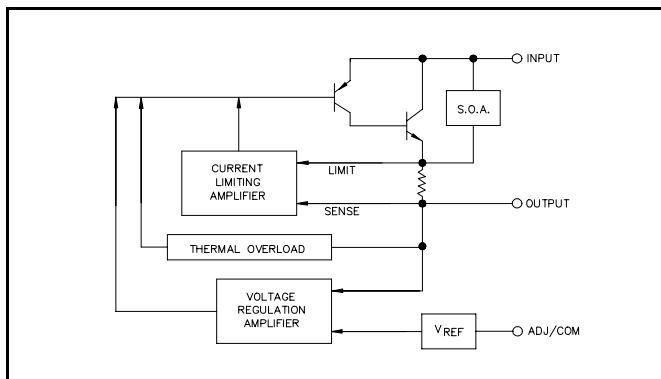 INPUT
S.O.A.
CURRENT
LIMITING
AMPLIFIER
LIMIT
SENSE
OUTPUT
THERMAL OVERLOAD
VOLTAGE
REGULATION
AMPLIFIER
VREF
ADJ/COM